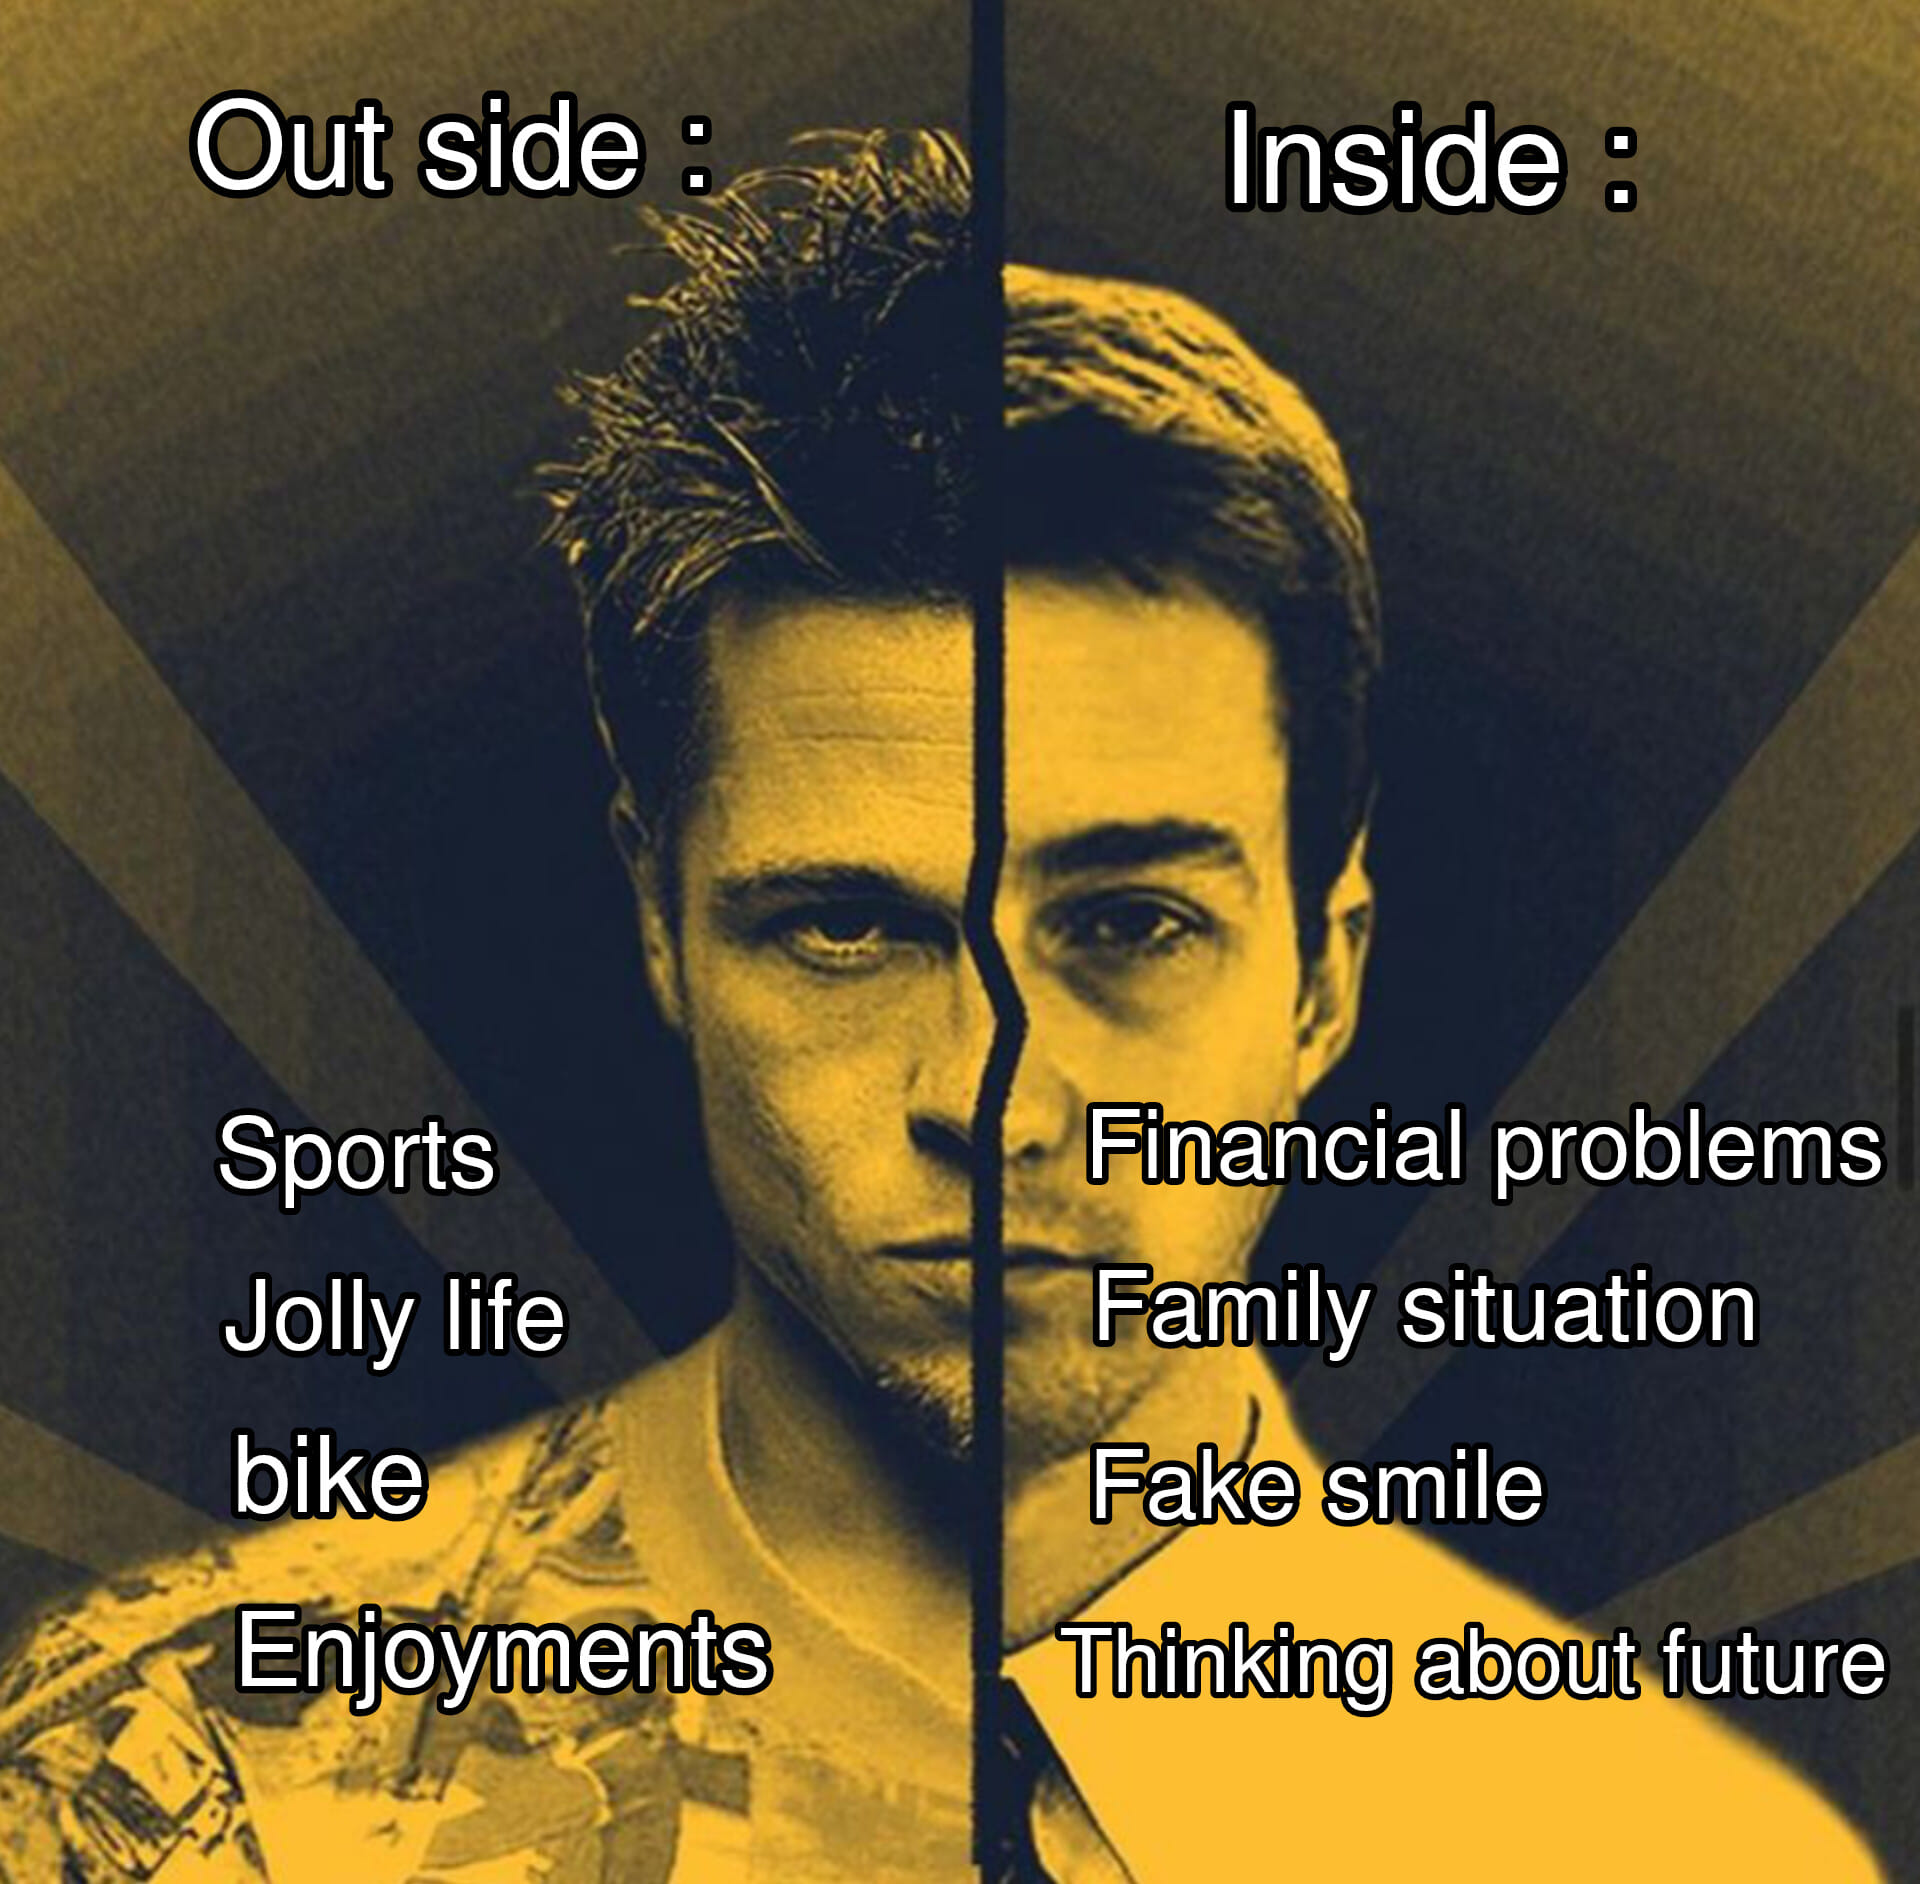 Out side :
Inside :
Sports
Jolly life
bike
Enjoyments
Financial problems
Family situation
Fake smile
Thinking about future